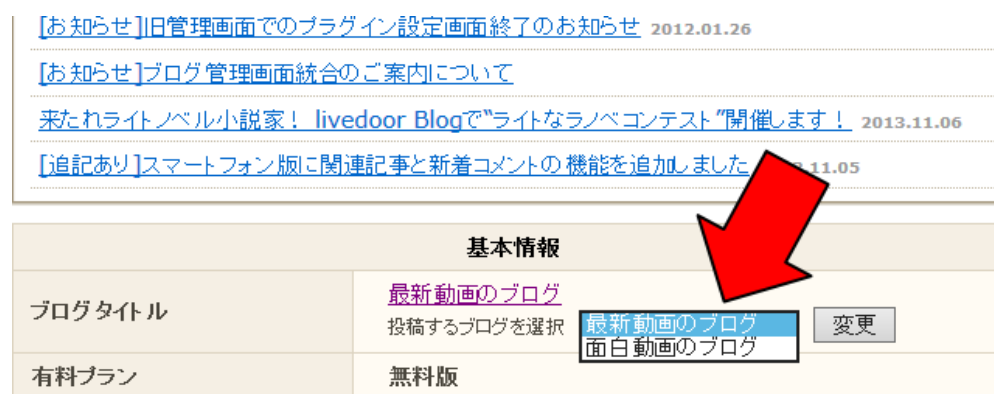 [お知らせ]旧管理画面でのプラグイン設定画面終了のお知らせ 2012.01.26
[お知らせ]ブログ管理画面統合のご案内について
来たれライトノベル小説家! livedoor Blogで"ライトなラノベコンテスト"開催します! 2013.11.06
[追記あり]スマートフォン版に関連記事と新着コメントの機能を追加しました 11.05
基本情報
ブログタイトル
最新動画のブログ
投稿するブログを選択 最新動画のブログ 変更
面白動画のブログ
有料プラン 無料版